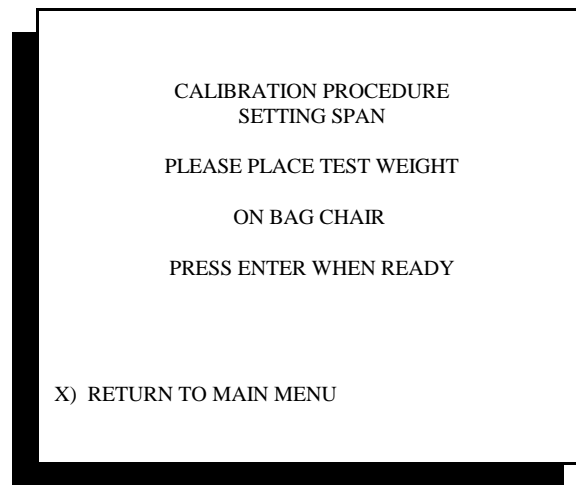 CALIBRATION PROCEDURE
SETTING SPAN
PLEASE PLACE TEST WEIGHT
ON BAG CHAIR
PRESS ENTER WHEN READY
X) RETURN TO MAIN MENU